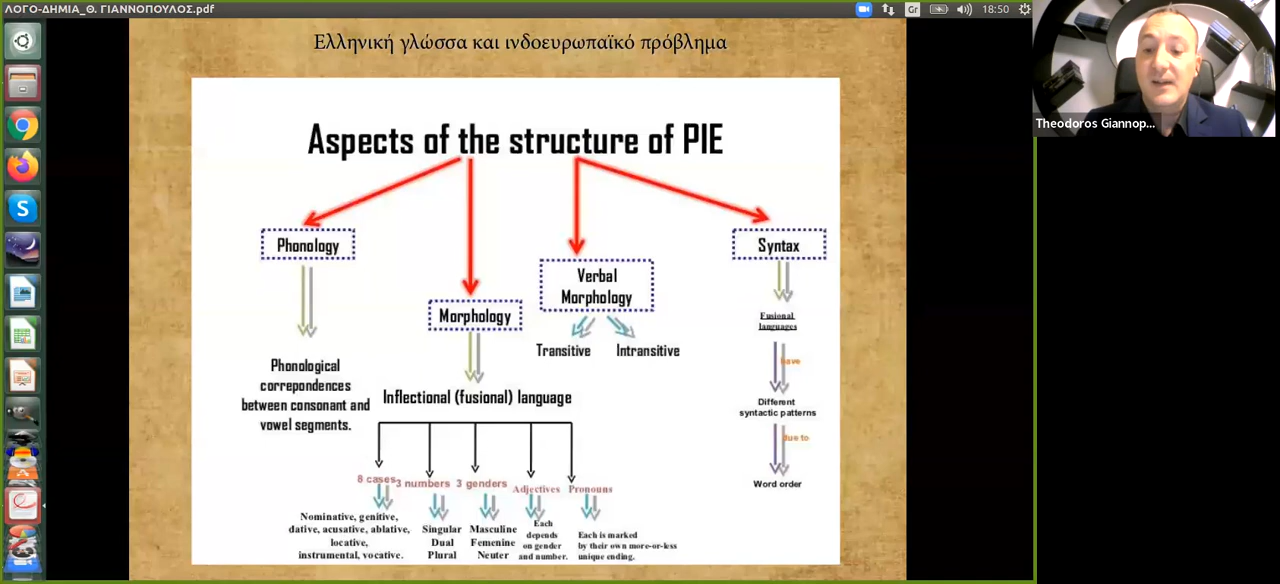 ΛΟΓΟ-ΔΗΜΙΑ_Θ. ΓΙΑΝΝΟΠΟΥΛΟΣ.pdf
Gr
18:50
Theodoros Giannop...
Ελληνική γλώσσα και ινδοευρωπαϊκό πρόβλημα
Aspects of the structure of PIE
Phonology
Phonological
correpondences
between consonant and
vowel segments.
Morphology
Inflectional (fusional) language
8 cases
Nominative, genitive,
dative, acusative, ablative,
locative,
instrumental, vocative.
3 numbers
Singular
Dual
Plural
3 genders
Masculine
Femenine
Neuter
Adjectives
Each
depends
on gender
and number.
Pronouns
Each is marked
by their own more-or-less
unique ending.
Verbal
Morphology
Transitive
Intransitive
Syntax
Fusional
languages
have
Different
syntactic patterns
due to
Word order